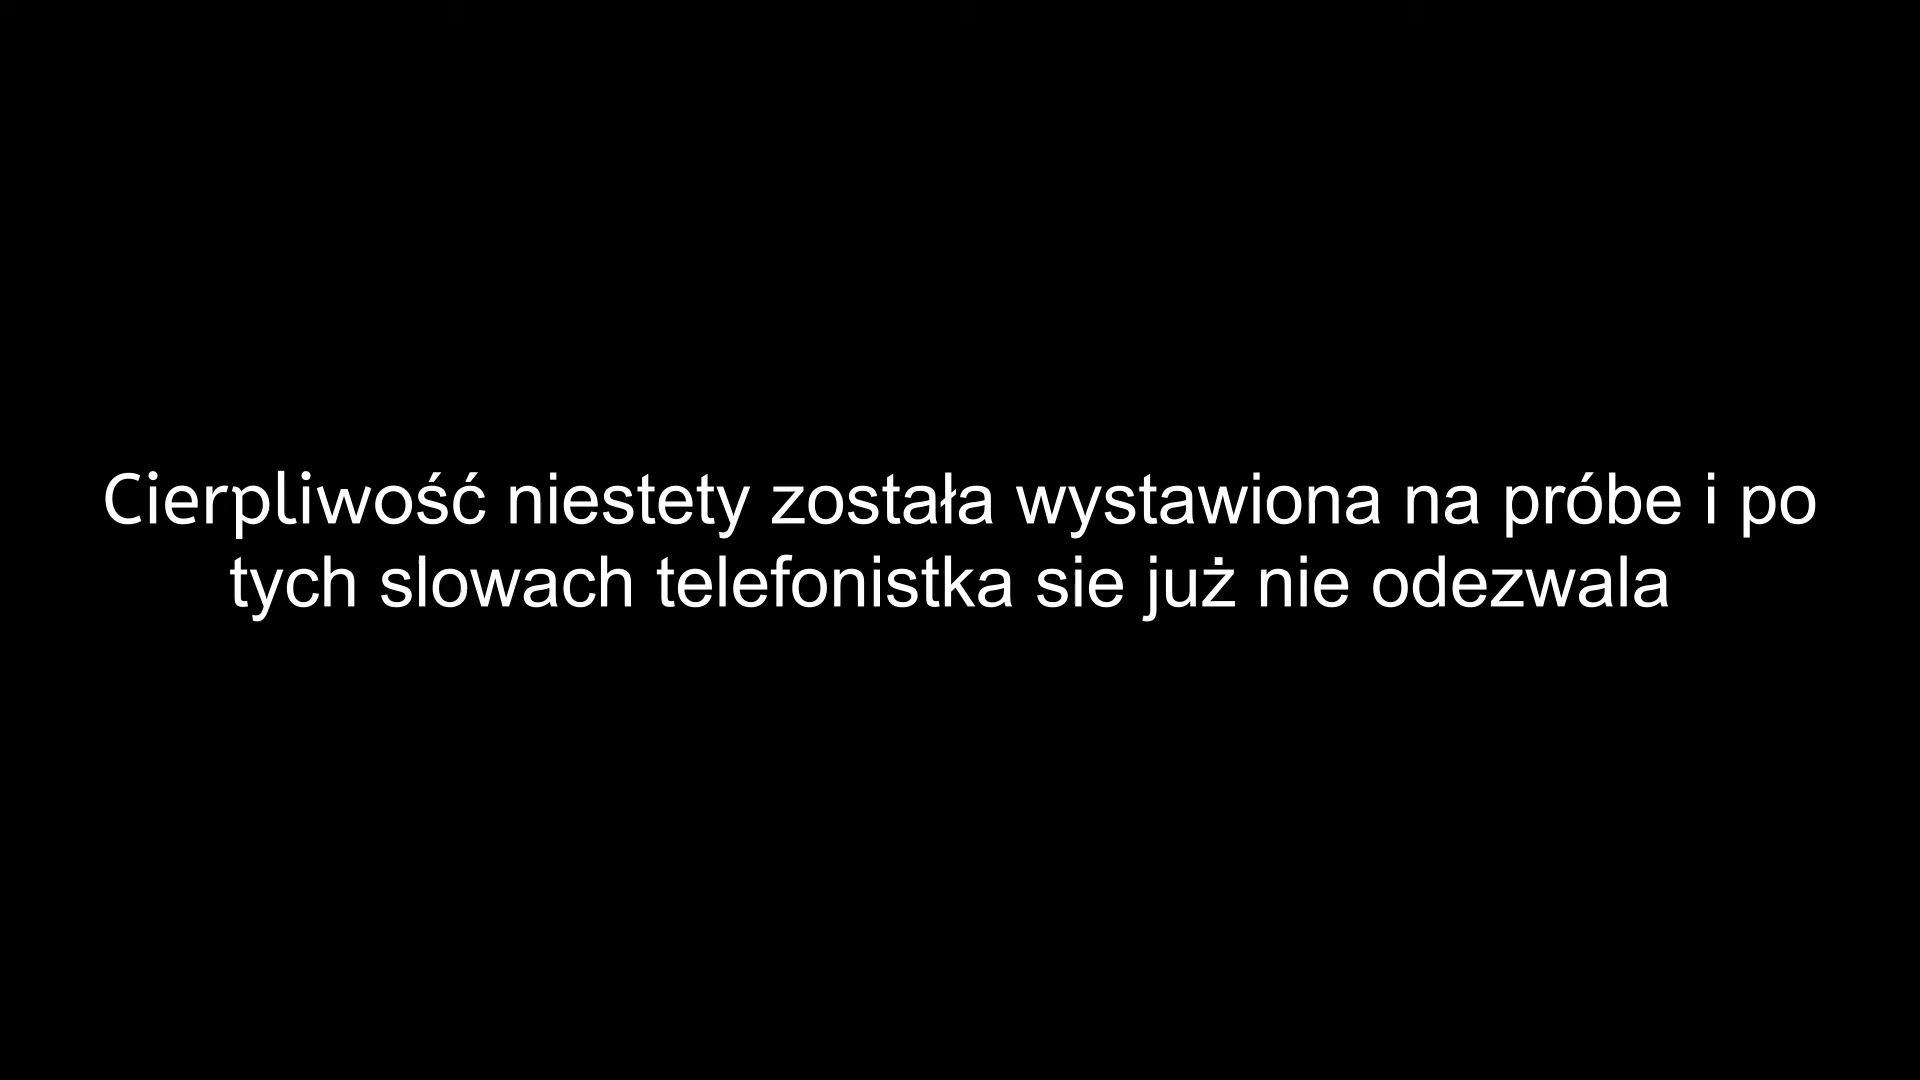 Cierpliwość niestety została wystawiona na próbe i po
tych slowach telefonistka sie już nie odezwala